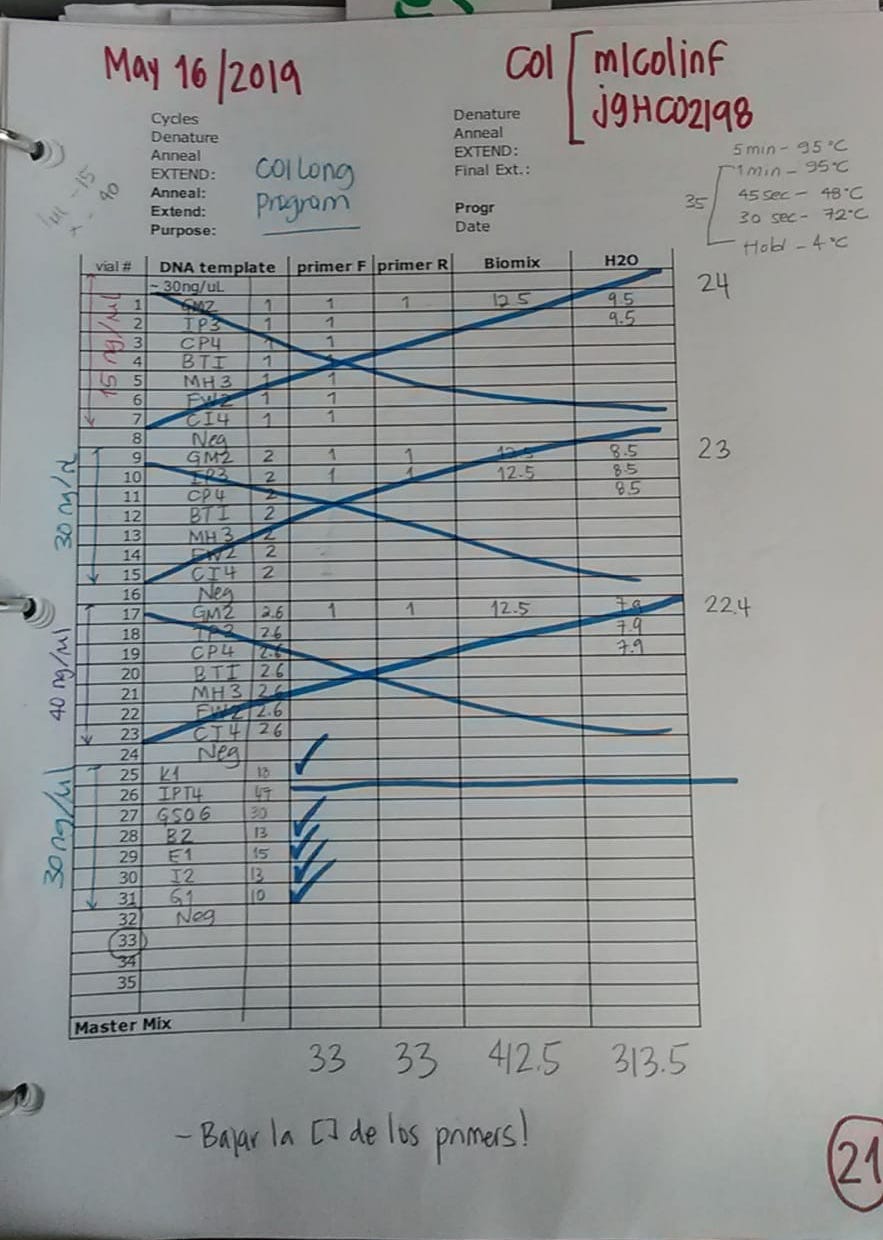 May 16/2019
COI
mlcolinf
jgHCO2198
Cycles
Denature
Anneal
EXTEND:
Anneal:
Extend:
Purpose:
COI Long
Program
Denature
Anneal
EXTEND:
Final Ext.:
Progr
Date
35
5 min - 95°C
1 min - 95°C
45 sec - 48°C
30 sec - 72°C
Hold - 4°C
vial # DNA template primer F primer R Biomix H2O
~ 30ng/uL 24
1 GM2 1 1 1 12.5 9.5
2 TP3 1 1 9.5
3 CP4 1 1
4 BTI 1 1
5 MH3 1 1
6 FW2 1 1
7 CI4 1 1
8 Neg
9 GM2 2 1 1 12.5 8.5 23
10 TP3 2 1 1 12.5 8.5
11 CP4 2 8.5
12 BTI 2
13 MH3 2
14 FW2 2
15 CI4 2
16 Neg
17 GM2 2.6 1 1 12.5 7.9 22.4
18 TP3 2.6 7.9
19 CP4 2.6 7.9
20 BTI 2.6
21 MH3 2.6
22 FW2 2.6
23 CI4 2.6
24 Neg
25 K1 13
26 IPT4 47
27 GSO6 30
28 B2 13
29 E1 15
30 I2 13
31 G1 10
32 Neg
33
34
35
15 ng/ul
30 ng/ul
40 ng/ul
30 ng/ul
Master Mix
33 33 412.5 313.5
- Bajar la [] de los primers!
21